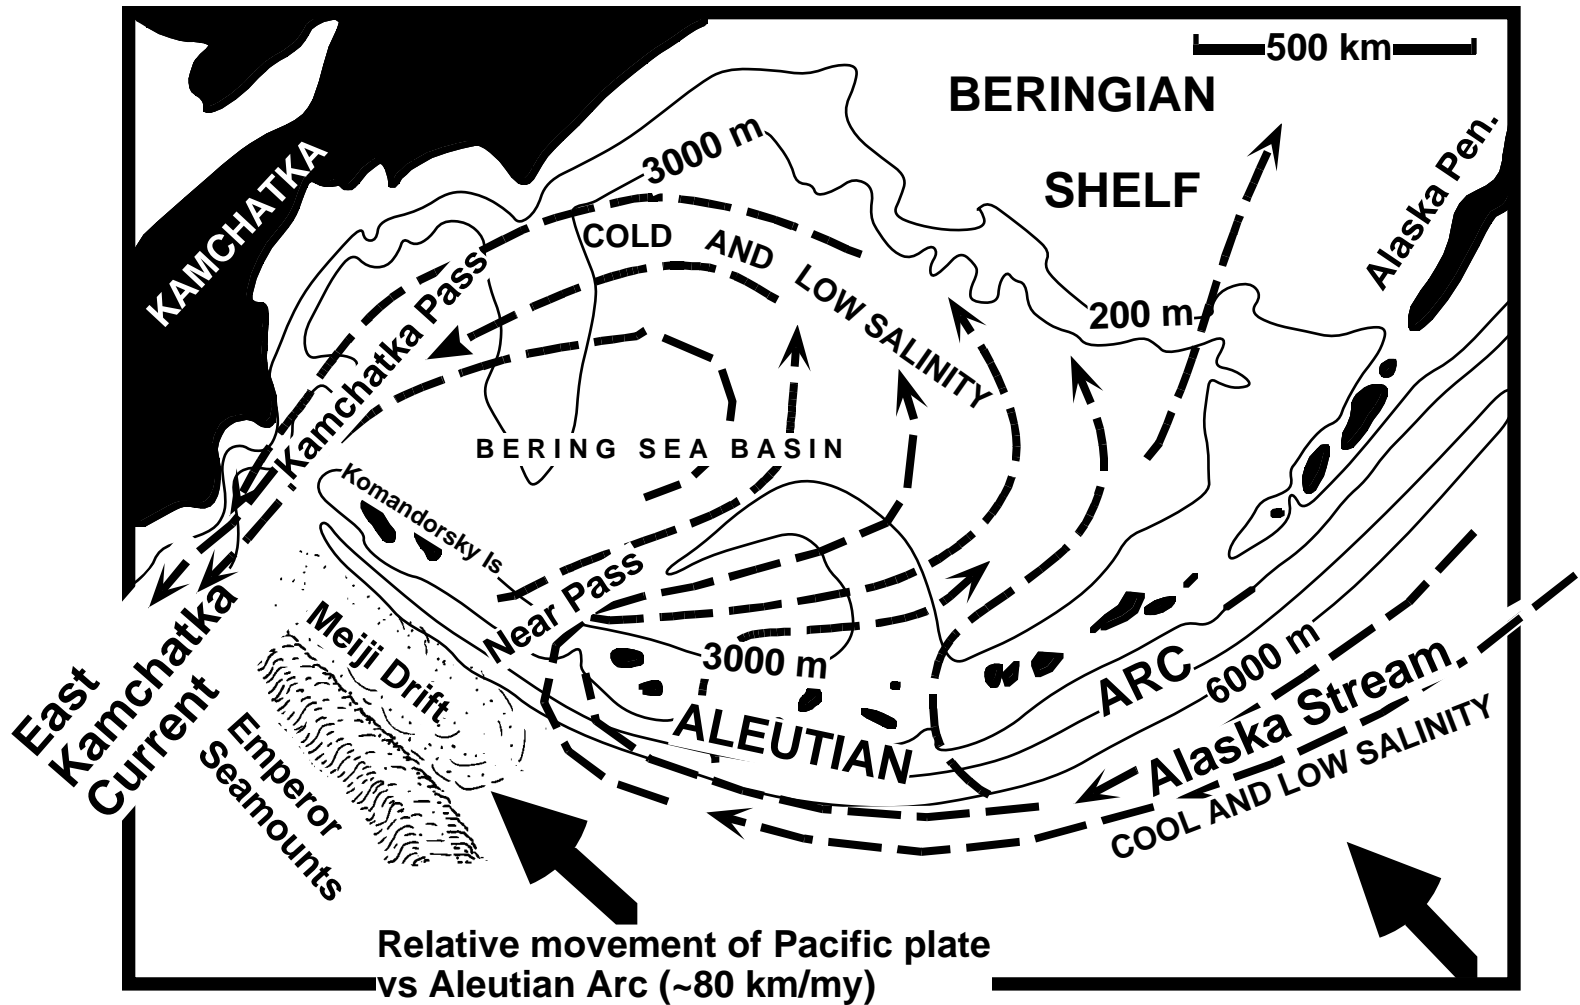 500 km
BERINGIAN
SHELF
Alaska Pen.
KAMCHATKA
3000 m
COLD AND LOW SALINITY
Kamchatka Pass
200 m
BERING SEA BASIN
Komandorsky Is
Near Pass
Meiji Drift
3000 m
ALEUTIAN
ARC
6000 m
Alaska Stream.
COOL AND LOW SALINITY
East
Kamchatka
Current
Emperor
Seamounts
Relative movement of Pacific plate
vs Aleutian Arc (~80 km/my)